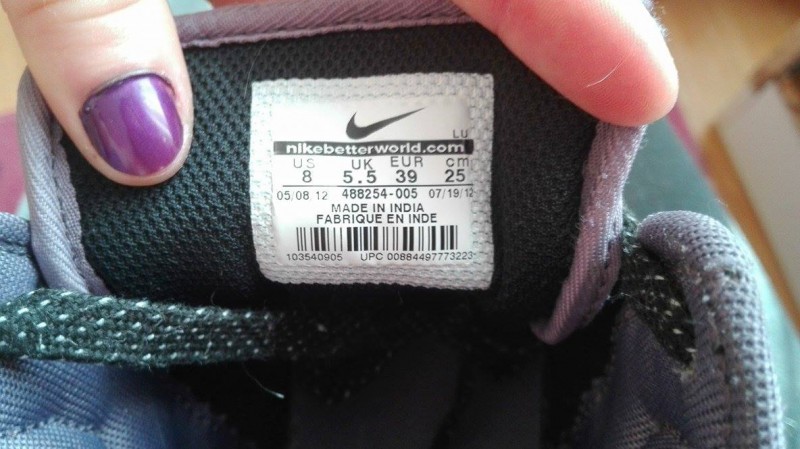 LU
nikebetterworld.com
US UK EUR cm
8 5.5 39 25
05/08 12 488254-005 07/19/12
MADE IN INDIA
FABRIQUE EN INDE
103540905 UPC 00884497773223